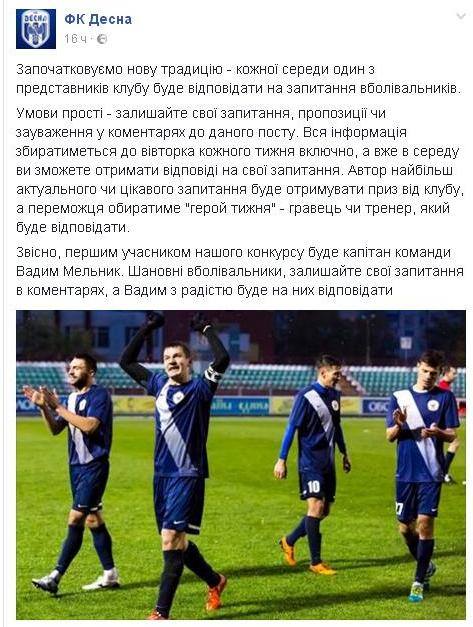 ДЕСНА
ФК Десна
16 ч ·
Започатковуємо нову традицію - кожної середи один з
представників клубу буде відповідати на запитання вболівальників.
Умови прості - залишайте свої запитання, пропозиції чи
зауваження у коментарях до даного посту. Вся інформація
збиратиметься до вівторка кожного тижня включно, а вже в середу
ви зможете отримати відповіді на свої запитання. Автор найбільш
актуального чи цікавого запитання буде отримувати приз від клубу,
а переможця обиратиме "герой тижня" - гравець чи тренер, який
буде відповідати.
Звісно, першим учасником нашого конкурсу буде капітан команди
Вадим Мельник. Шановні вболівальники, залишайте свої запитання
в коментарях, а Вадим з радістю буде на них відповідати
10